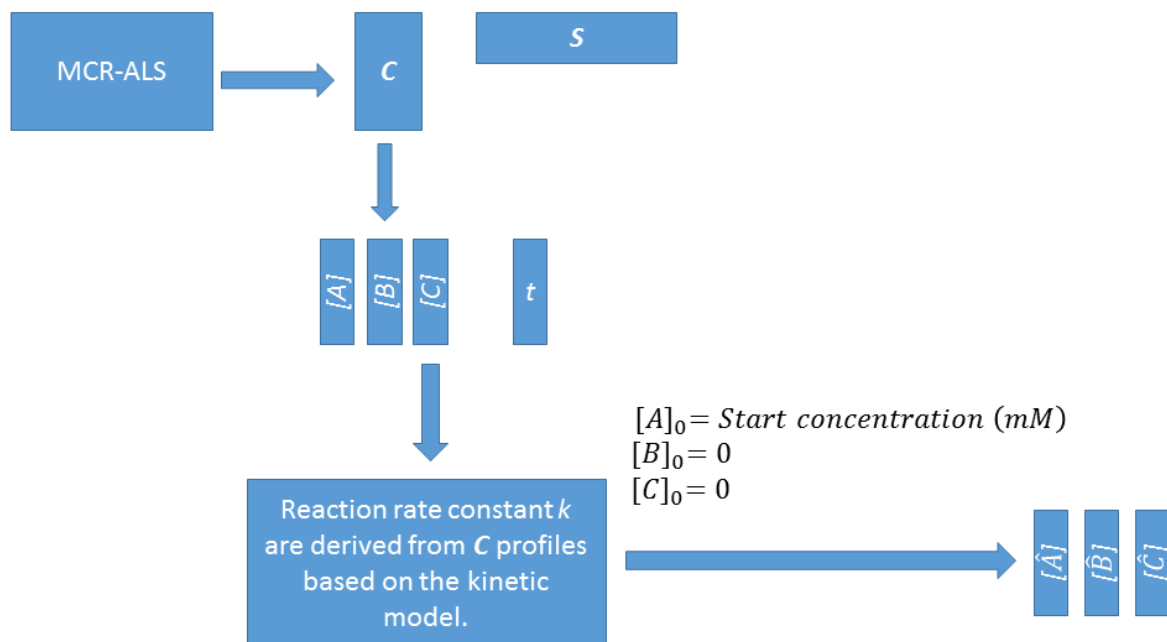 MCR-ALS
C
S
[A]
[B]
[C]
t
[A]₀= Start concentration (mM)
[B]₀= 0
[C]₀= 0
Reaction rate constant k
are derived from C profiles
based on the kinetic
model.
[Â]
[B̂]
[Ĉ]